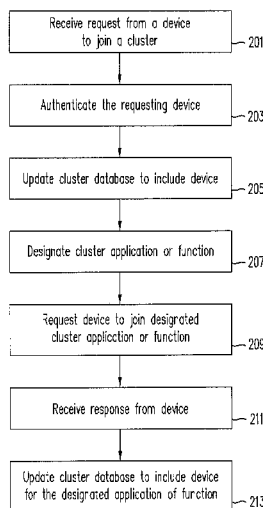 Receive request from a device
to join a cluster
201
Authenticate the requesting device
203
Update cluster database to include device
205
Designate cluster application or function
207
Request device to join designated
cluster application or function
209
Receive response from device
211
Update cluster database to include device
for the designated application of function
213